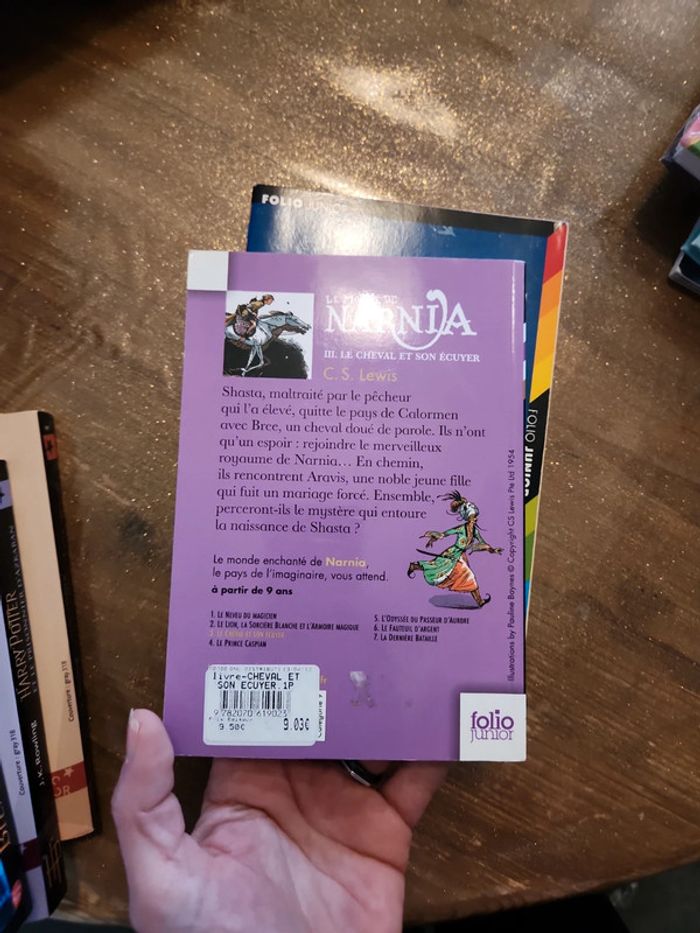 FOLIO JUNIOR
LE MONDE DE
NARNIA
III. LE CHEVAL ET SON ÉCUYER
C. S. Lewis
Shasta, maltraité par le pêcheur
qui l'a élevé, quitte le pays de Calormen
avec Bree, un cheval doué de parole. Ils n'ont
qu'un espoir : rejoindre le merveilleux
royaume de Narnia... En chemin,
ils rencontrent Aravis, une noble jeune fille
qui fuit un mariage forcé. Ensemble,
perceront-ils le mystère qui entoure
la naissance de Shasta ?
Le monde enchanté de Narnia,
le pays de l'imaginaire, vous attend.
à partir de 9 ans
1. LE NEVEU DU MAGICIEN
2. LE LION, LA SORCIÈRE BLANCHE ET L'ARMOIRE MAGIQUE
3. LE CHEVAL ET SON ÉCUYER
4. LE PRINCE CASPIAN
5. L'ODYSSÉE DU PASSEUR D'AURORE
6. LE FAUTEUIL D'ARGENT
7. LA DERNIÈRE BATAILLE
Illustrations by Pauline Baynes © Copyright CS Lewis Pte Ltd 1954
livre-CHEVAL ET
SON ECUYER.1P
9782070619023
9.50€
9.03€
folio
junior
FOLIO
JUNIOR
HARRY POTTER
J.K. Rowling
Couverture : gray318
Couverture : gray318